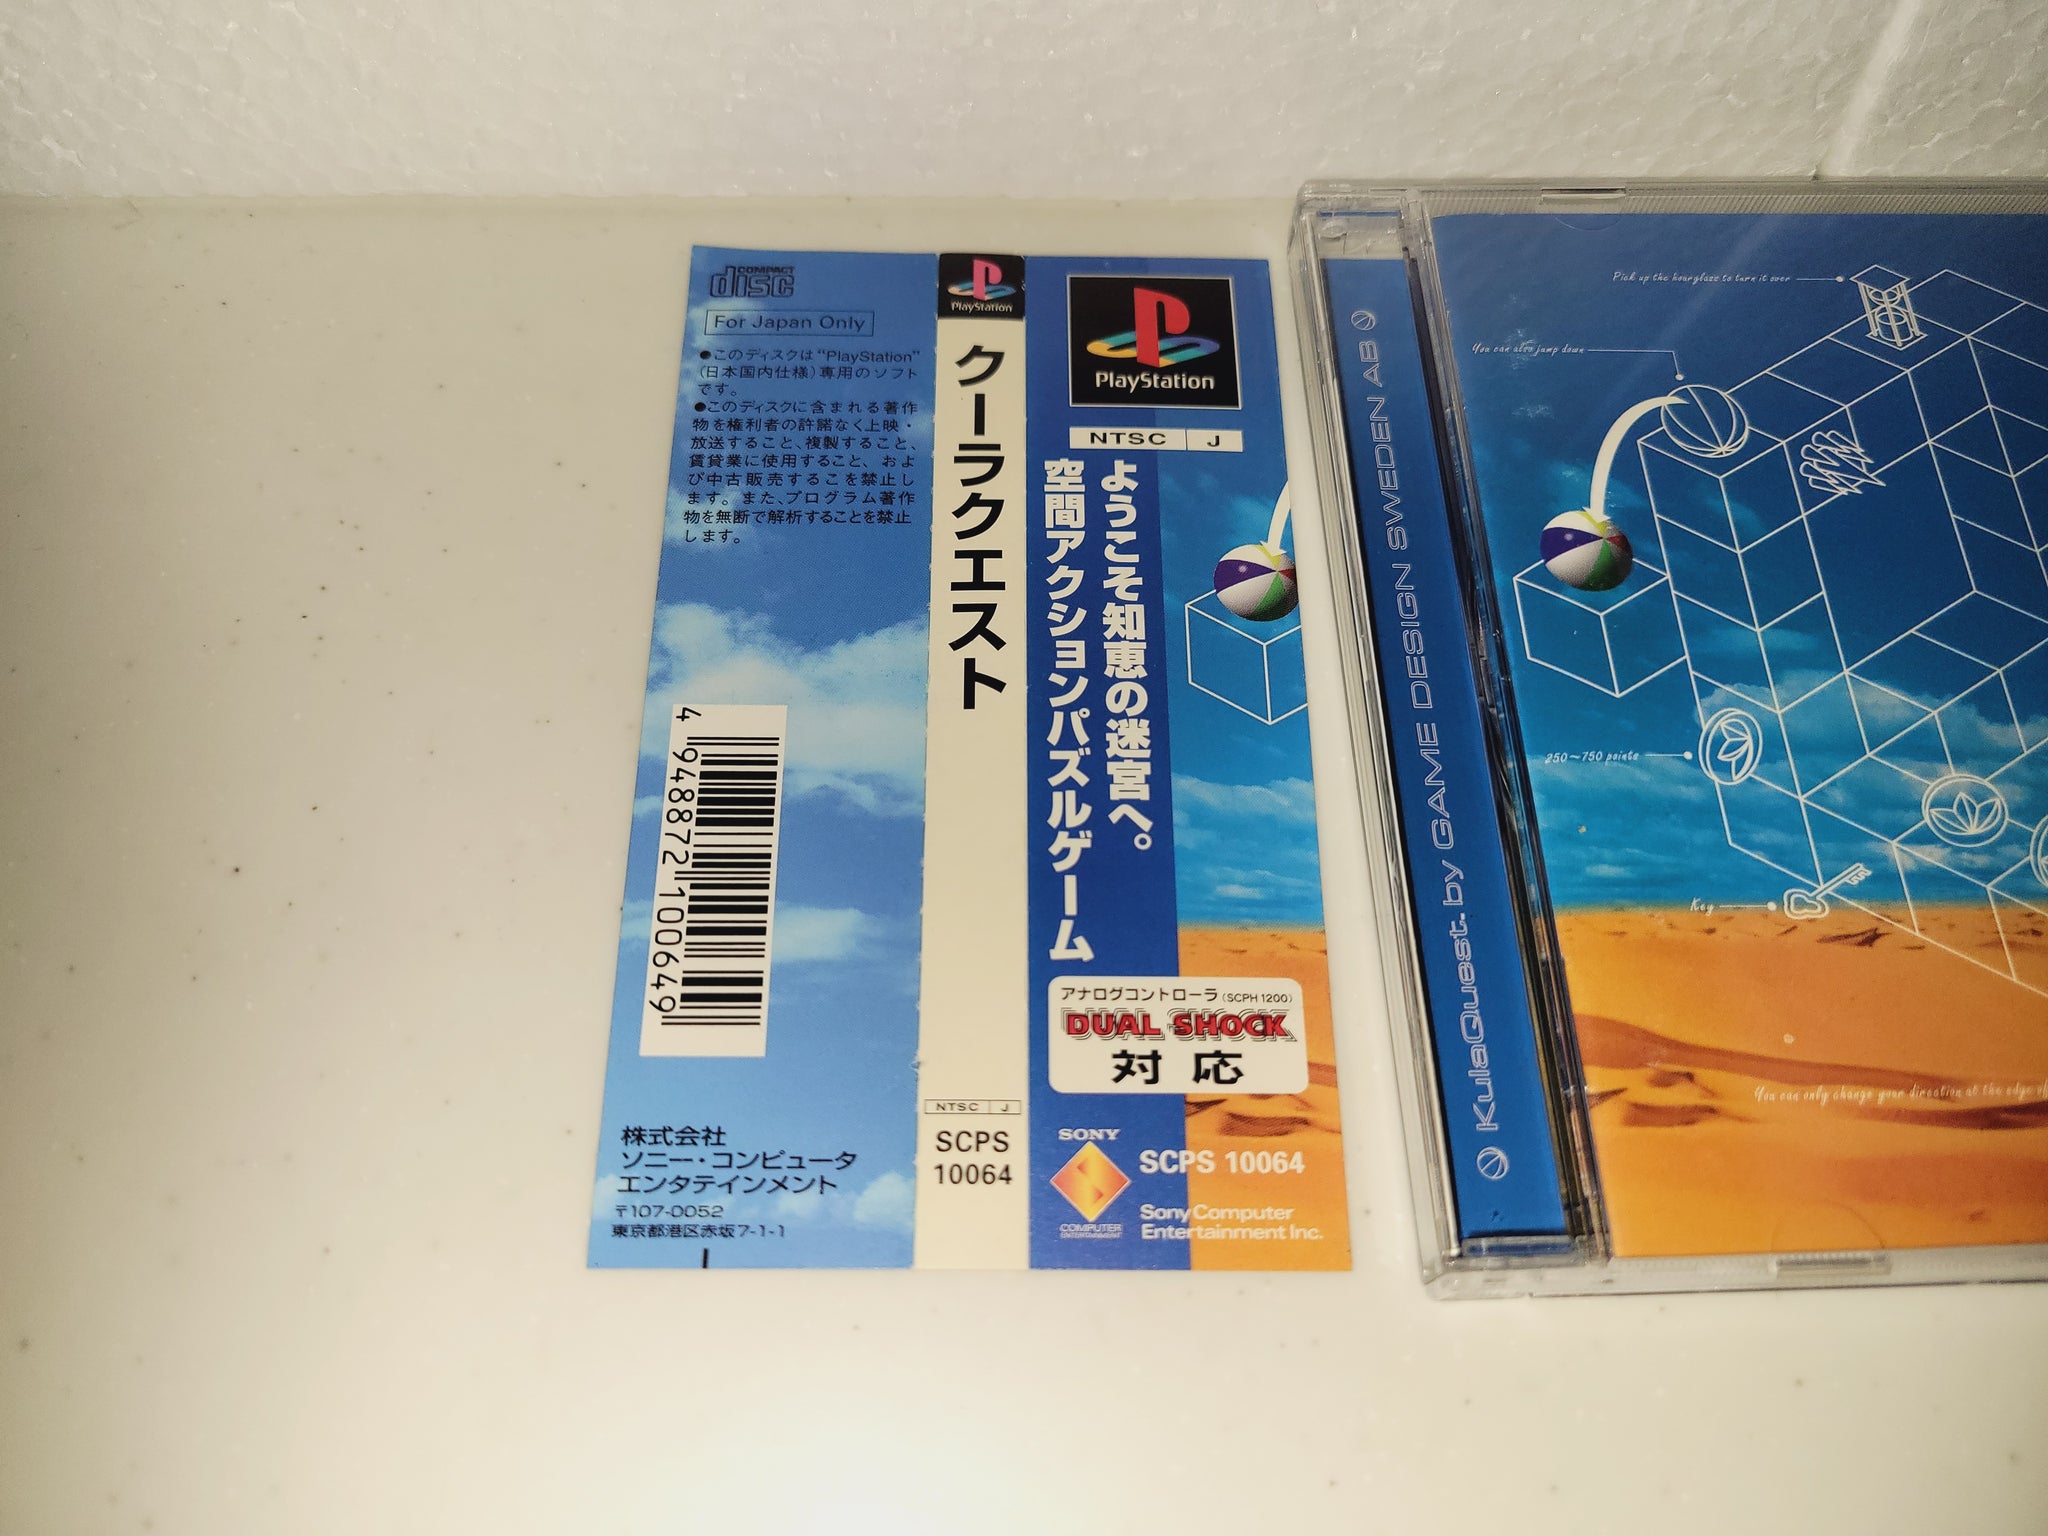 COMPACT
disc
For Japan Only
●このディスクは“PlayStation”
(日本国内仕様)専用のソフト
です。
●このディスクに含まれる著作
物を権利者の許諾なく上映・
放送すること、複製すること、
賃貸業に使用すること、およ
び中古販売するこを禁止し
ます。また、プログラム著作
物を無断で解析することを禁止
します。
4 948872 100649
株式会社
ソニー・コンピュータ
エンタテインメント
〒107-0052
東京都港区赤坂7-1-1
PlayStation
クーラクエスト
NTSC J
SCPS
10064
PlayStation
NTSC J
ようこそ知恵の迷宮へ。
空間アクションパズルゲーム
アナログコントローラ(SCPH 1200)
DUAL SHOCK
対応
SONY
COMPUTER
ENTERTAINMENT
SCPS 10064
Sony Computer
Entertainment Inc.
KulaQuest. by GAME DESIGN SWEDEN AB
Pick up the hourglass to turn it over
You can also jump down
250~750 points
Key
You can only change your direction at the edge